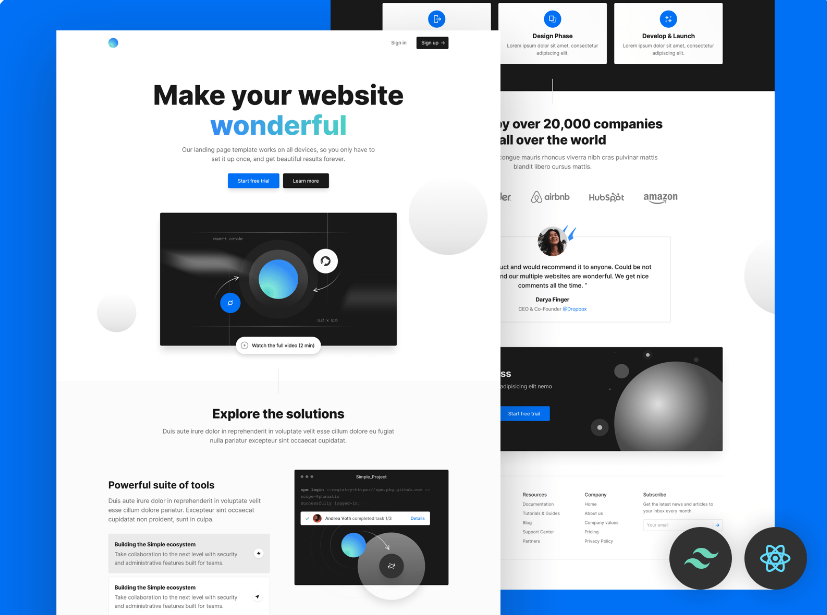 Sign in
Sign up →
Make your website
wonderful
Our landing page template works on all devices, so you only have to
set it up once, and get beautiful results forever.
Start free trial
Learn more
Watch the full video (2 min)
Explore the solutions
Duis aute irure dolor in reprehenderit in voluptate velit esse cillum dolore eu fugiat
nulla pariatur excepteur sint occaecat cupidatat.
Powerful suite of tools
Duis aute irure dolor in reprehenderit in voluptate velit
esse cillum dolore pariatur. Excepteur sint occaecat
cupidatat non proident, sunt in culpa.
Building the Simple ecosystem
Take collaboration to the next level with security
and administrative features built for teams.
Building the Simple ecosystem
Take collaboration to the next level with security
and administrative features built for teams.
Simple_Project
Andrea Voth completed task 1/3
Details
Design Phase
Lorem ipsum dolor sit amet, consectetur
adipiscing elit.
Develop & Launch
Lorem ipsum dolor sit amet, consectetur
adipiscing elit.
y over 20,000 companies
all over the world
congue mauris rhoncus viverra nibh cras pulvinar mattis
blandit libero cursus mattis.
airbnb
HubSpot
amazon
uct and would recommend it to anyone. Could be not
nd our multiple websites are wonderful. We get nice
comments all the time. "
Darya Finger
CEO & Co-Founder @Dropbox
ss
adipisicing elit nemo
Start free trial
Resources
Documentation
Tutorials & Guides
Blog
Support Center
Partners
Company
Home
About us
Company values
Pricing
Privacy Policy
Subscribe
Get the latest news and articles to
your inbox every month
Your email